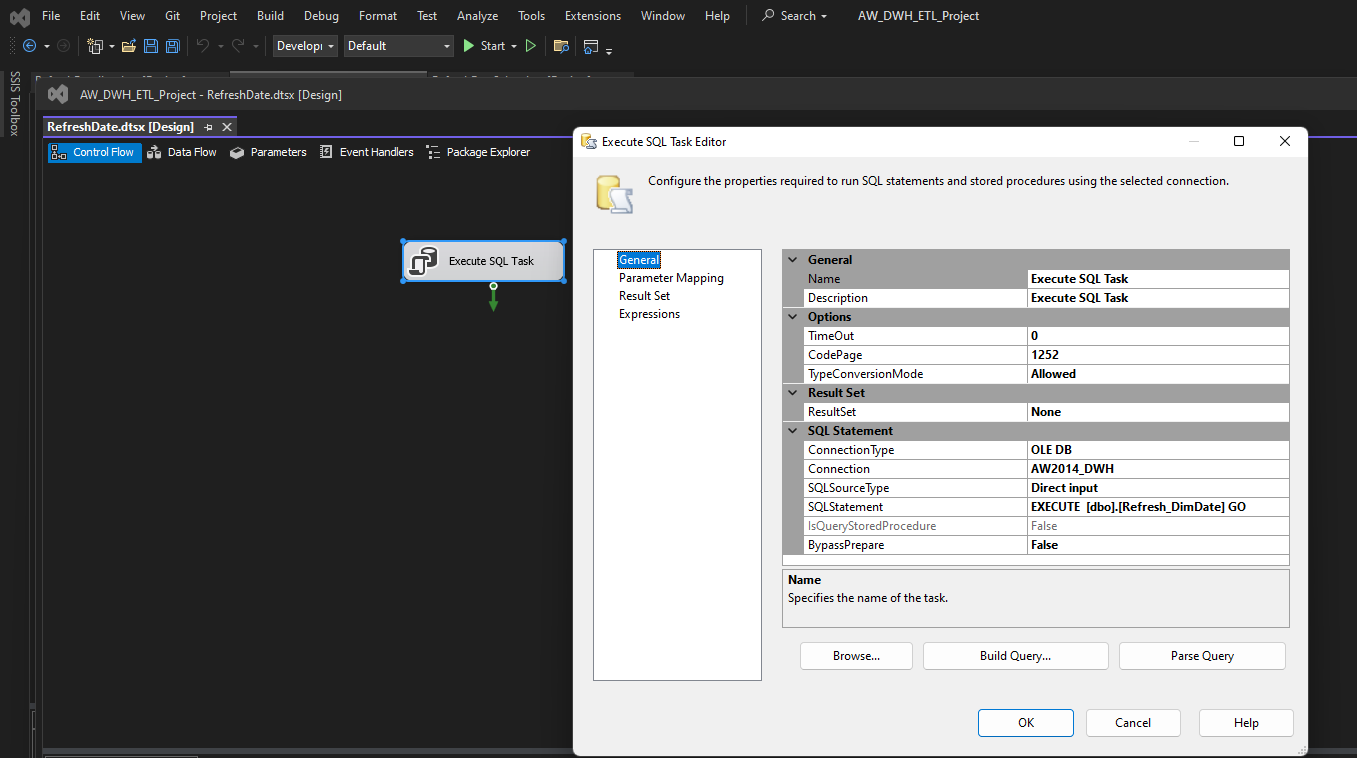 File Edit View Git Project Build Debug Format Test Analyze Tools Extensions Window Help Search AW_DWH_ETL_Project
Developi Default Start
SSIS Toolbox
AW_DWH_ETL_Project - RefreshDate.dtsx [Design]
RefreshDate.dtsx [Design]
Control Flow Data Flow Parameters Event Handlers Package Explorer
Execute SQL Task
Execute SQL Task Editor
Configure the properties required to run SQL statements and stored procedures using the selected connection.
General
Parameter Mapping
Result Set
Expressions
General
Name Execute SQL Task
Description Execute SQL Task
Options
TimeOut 0
CodePage 1252
TypeConversionMode Allowed
Result Set
ResultSet None
SQL Statement
ConnectionType OLE DB
Connection AW2014_DWH
SQLSourceType Direct input
SQLStatement EXECUTE [dbo].[Refresh_DimDate] GO
IsQueryStoredProcedure False
BypassPrepare False
Name
Specifies the name of the task.
Browse... Build Query... Parse Query
OK Cancel Help